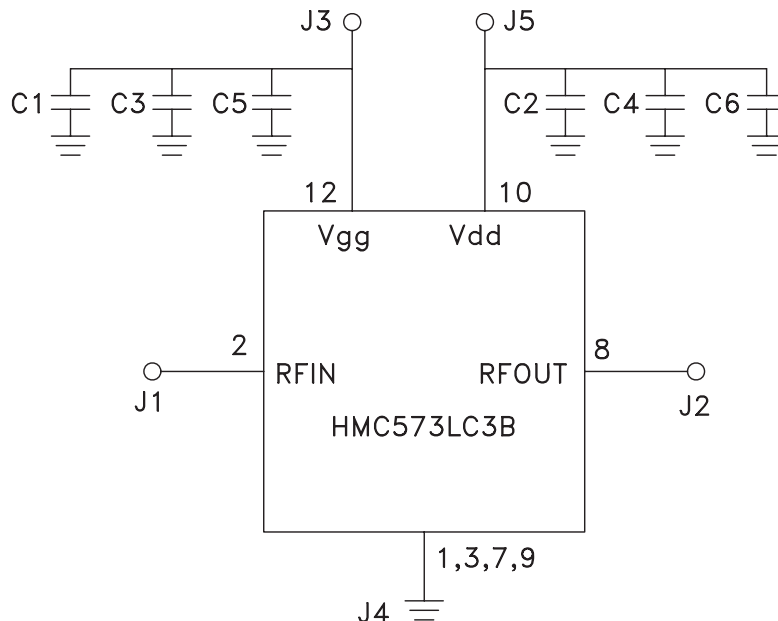 J3 J5
C1 C3 C5 C2 C4 C6
12 10
Vgg Vdd
2 8
RFIN RFOUT
J1 J2
HMC573LC3B
1,3,7,9
J4